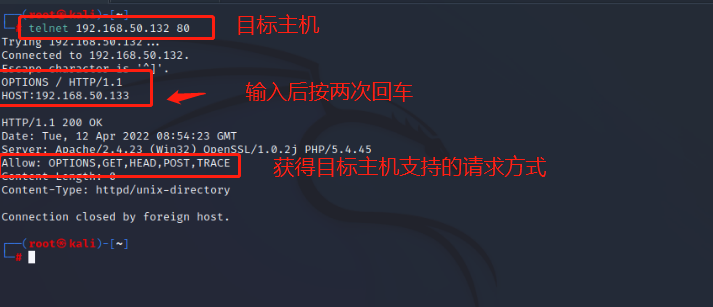 ┌──(root㉿kali)-[~]
└─# telnet 192.168.50.132 80
目标主机
Trying 192.168.50.132...
Connected to 192.168.50.132.
Escape character is '^]'.
OPTIONS / HTTP/1.1
HOST:192.168.50.133
输入后按两次回车
HTTP/1.1 200 OK
Date: Tue, 12 Apr 2022 08:54:23 GMT
Server: Apache/2.4.23 (Win32) OpenSSL/1.0.2j PHP/5.4.45
Allow: OPTIONS,GET,HEAD,POST,TRACE
获得目标主机支持的请求方式
Content-Length: 0
Content-Type: httpd/unix-directory
Connection closed by foreign host.
┌──(root㉿kali)-[~]
└─#